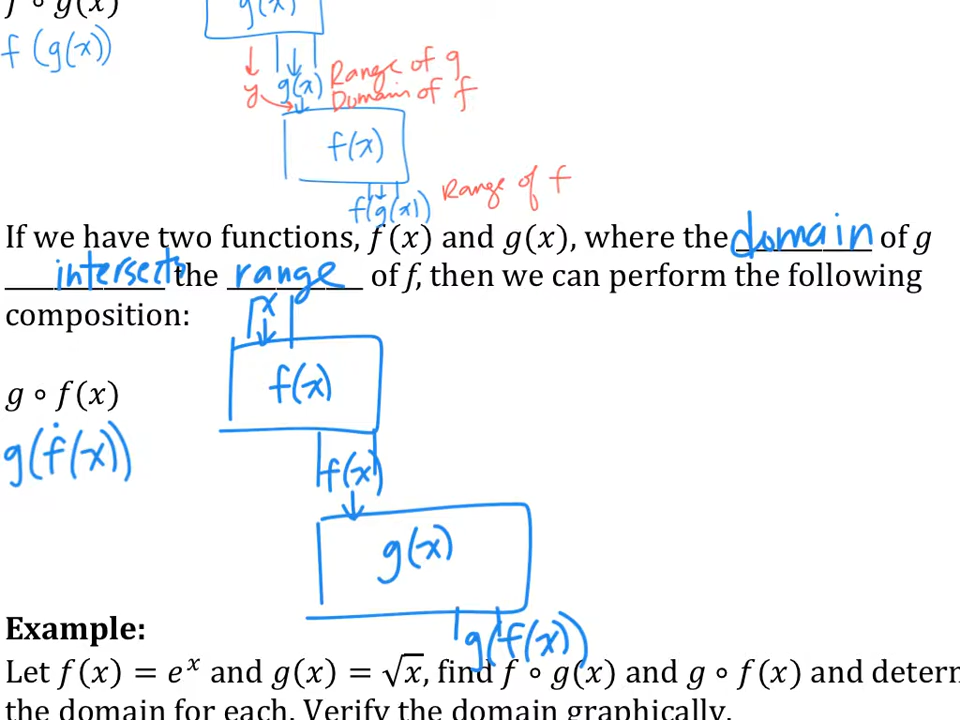 f ∘ g(x)
f(g(x))
g(x)
g(x) Range of g
y Domain of f
f(x)
Range of f
f(g(x))
If we have two functions, f(x) and g(x), where the domain of g
intersects the range of f, then we can perform the following
composition:
x
f(x)
g ∘ f(x)
g(f(x))
f(x)
g(x)
g(f(x))
Example:
Let f(x) = eˣ and g(x) = √x, find f ∘ g(x) and g ∘ f(x) and determ
the domain for each. Verify the domain graphically.